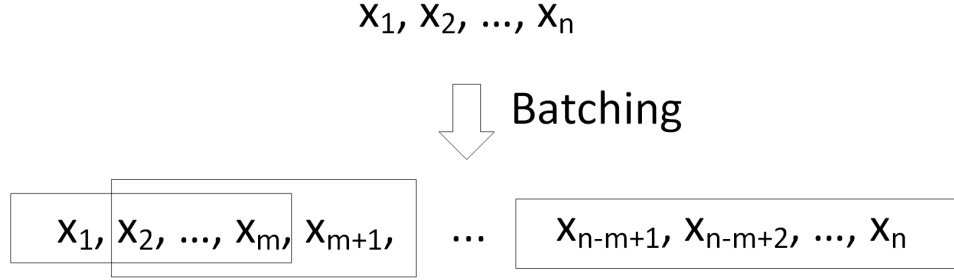 x₁, x₂, ..., xₙ
Batching
x₁, x₂, ..., xₘ, xₘ₊₁, ... xₙ₋ₘ₊₁, xₙ₋ₘ₊₂, ..., xₙ